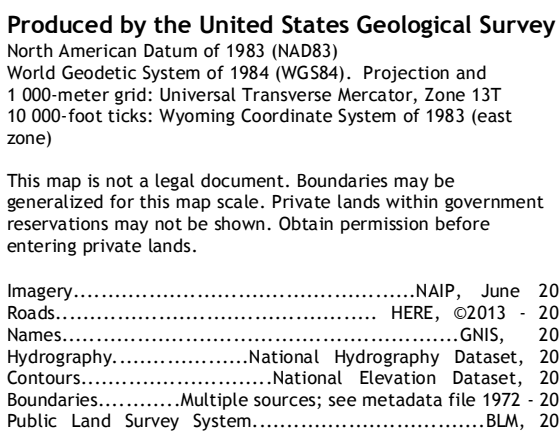 Produced by the United States Geological Survey
North American Datum of 1983 (NAD83)
World Geodetic System of 1984 (WGS84). Projection and
1 000-meter grid: Universal Transverse Mercator, Zone 13T
10 000-foot ticks: Wyoming Coordinate System of 1983 (east
zone)
This map is not a legal document. Boundaries may be
generalized for this map scale. Private lands within government
reservations may not be shown. Obtain permission before
entering private lands.
Imagery..................................................NAIP, June 20
Roads............................................... HERE, ©2013 - 20
Names..........................................................GNIS, 20
Hydrography....................National Hydrography Dataset, 20
Contours............................National Elevation Dataset, 20
Boundaries............Multiple sources; see metadata file 1972 - 20
Public Land Survey System..................................BLM, 20